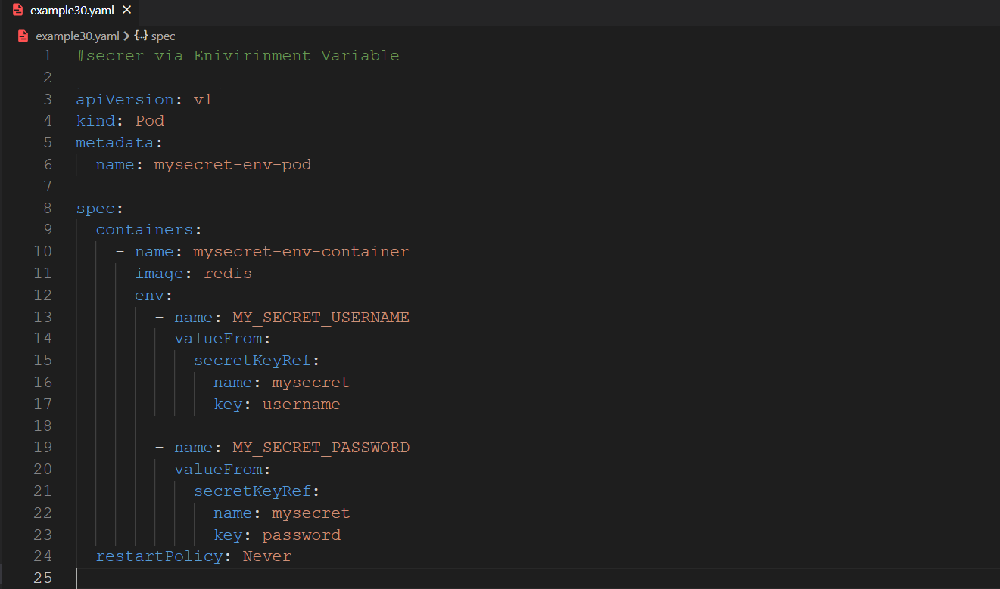 example30.yaml ×
example30.yaml > {..} spec
1 #secrer via Enivirinment Variable
2
3 apiVersion: v1
4 kind: Pod
5 metadata:
6   name: mysecret-env-pod
7
8 spec:
9   containers:
10     - name: mysecret-env-container
11       image: redis
12       env:
13         - name: MY_SECRET_USERNAME
14           valueFrom:
15             secretKeyRef:
16               name: mysecret
17               key: username
18
19         - name: MY_SECRET_PASSWORD
20           valueFrom:
21             secretKeyRef:
22               name: mysecret
23               key: password
24   restartPolicy: Never
25